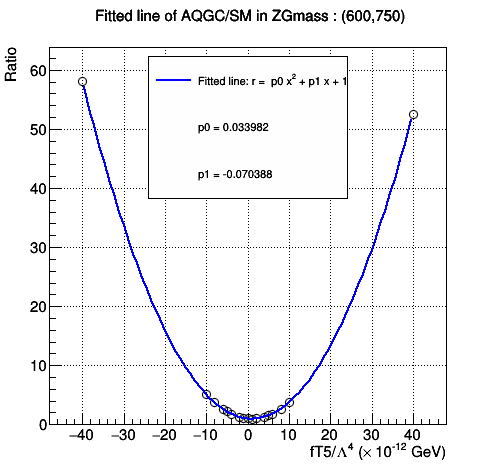 Fitted line of AQGC/SM in ZGmass : (600,750)
Ratio
Fitted line: r = p0 x² + p1 x + 1
p0 = 0.033982
p1 = -0.070388
60
50
40
30
20
10
0
−40 −30 −20 −10 0 10 20 30 40
fT5/Λ⁴ (× 10⁻¹² GeV)